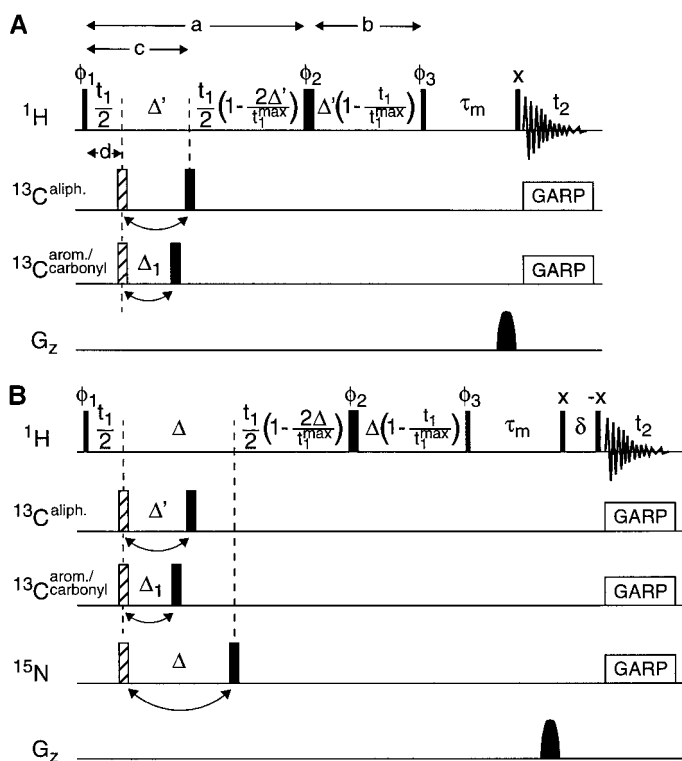 A
a
b
c
ϕ1 t1/2 Δ' t1/2(1-2Δ'/t1max) ϕ2 Δ'(1-t1/t1max) ϕ3 τm x t2
1H
d
13Caliph. GARP
13Carom./carbonyl Δ1 GARP
Gz
B
ϕ1 t1/2 Δ t1/2(1-2Δ/t1max) ϕ2 Δ(1-t1/t1max) ϕ3 τm x δ -x t2
1H
13Caliph. Δ' GARP
13Carom./carbonyl Δ1 GARP
15N Δ GARP
Gz